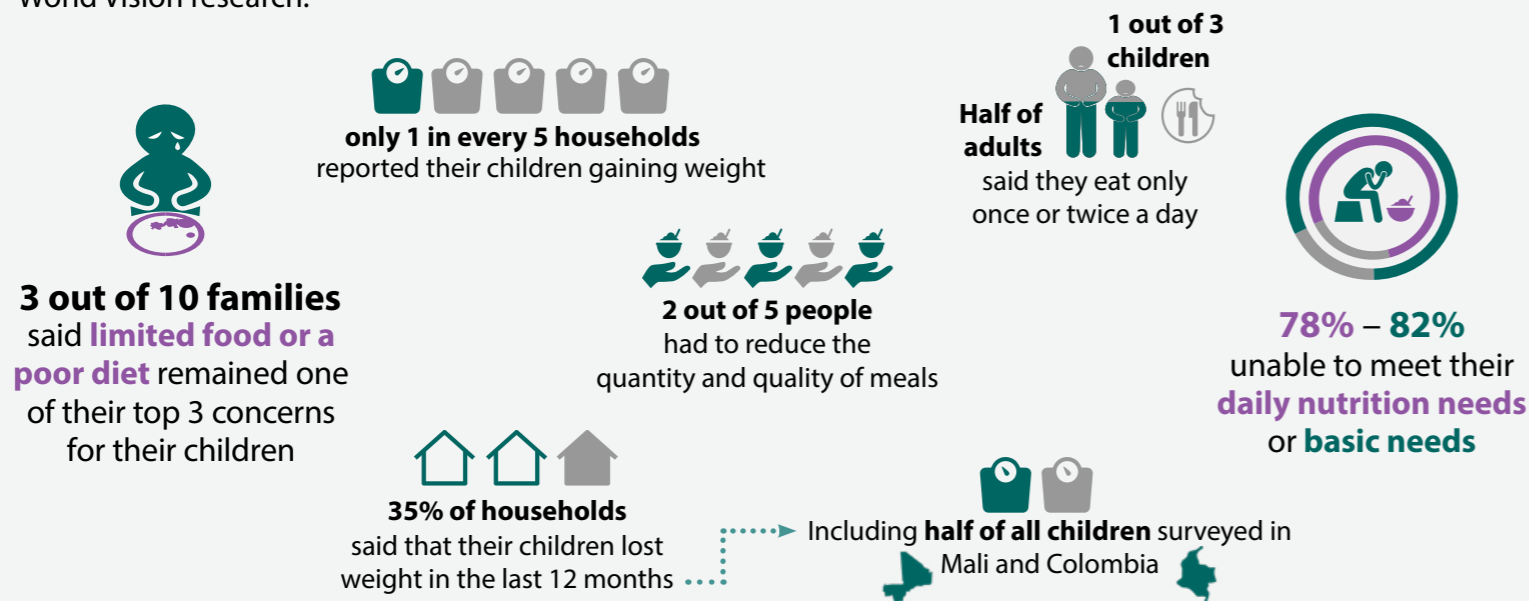 World Vision research.
only 1 in every 5 households
reported their children gaining weight
1 out of 3
children
Half of
adults
said they eat only
once or twice a day
3 out of 10 families
said limited food or a
poor diet remained one
of their top 3 concerns
for their children
2 out of 5 people
had to reduce the
quantity and quality of meals
78% – 82%
unable to meet their
daily nutrition needs
or basic needs
35% of households
said that their children lost
weight in the last 12 months
Including half of all children surveyed in
Mali and Colombia